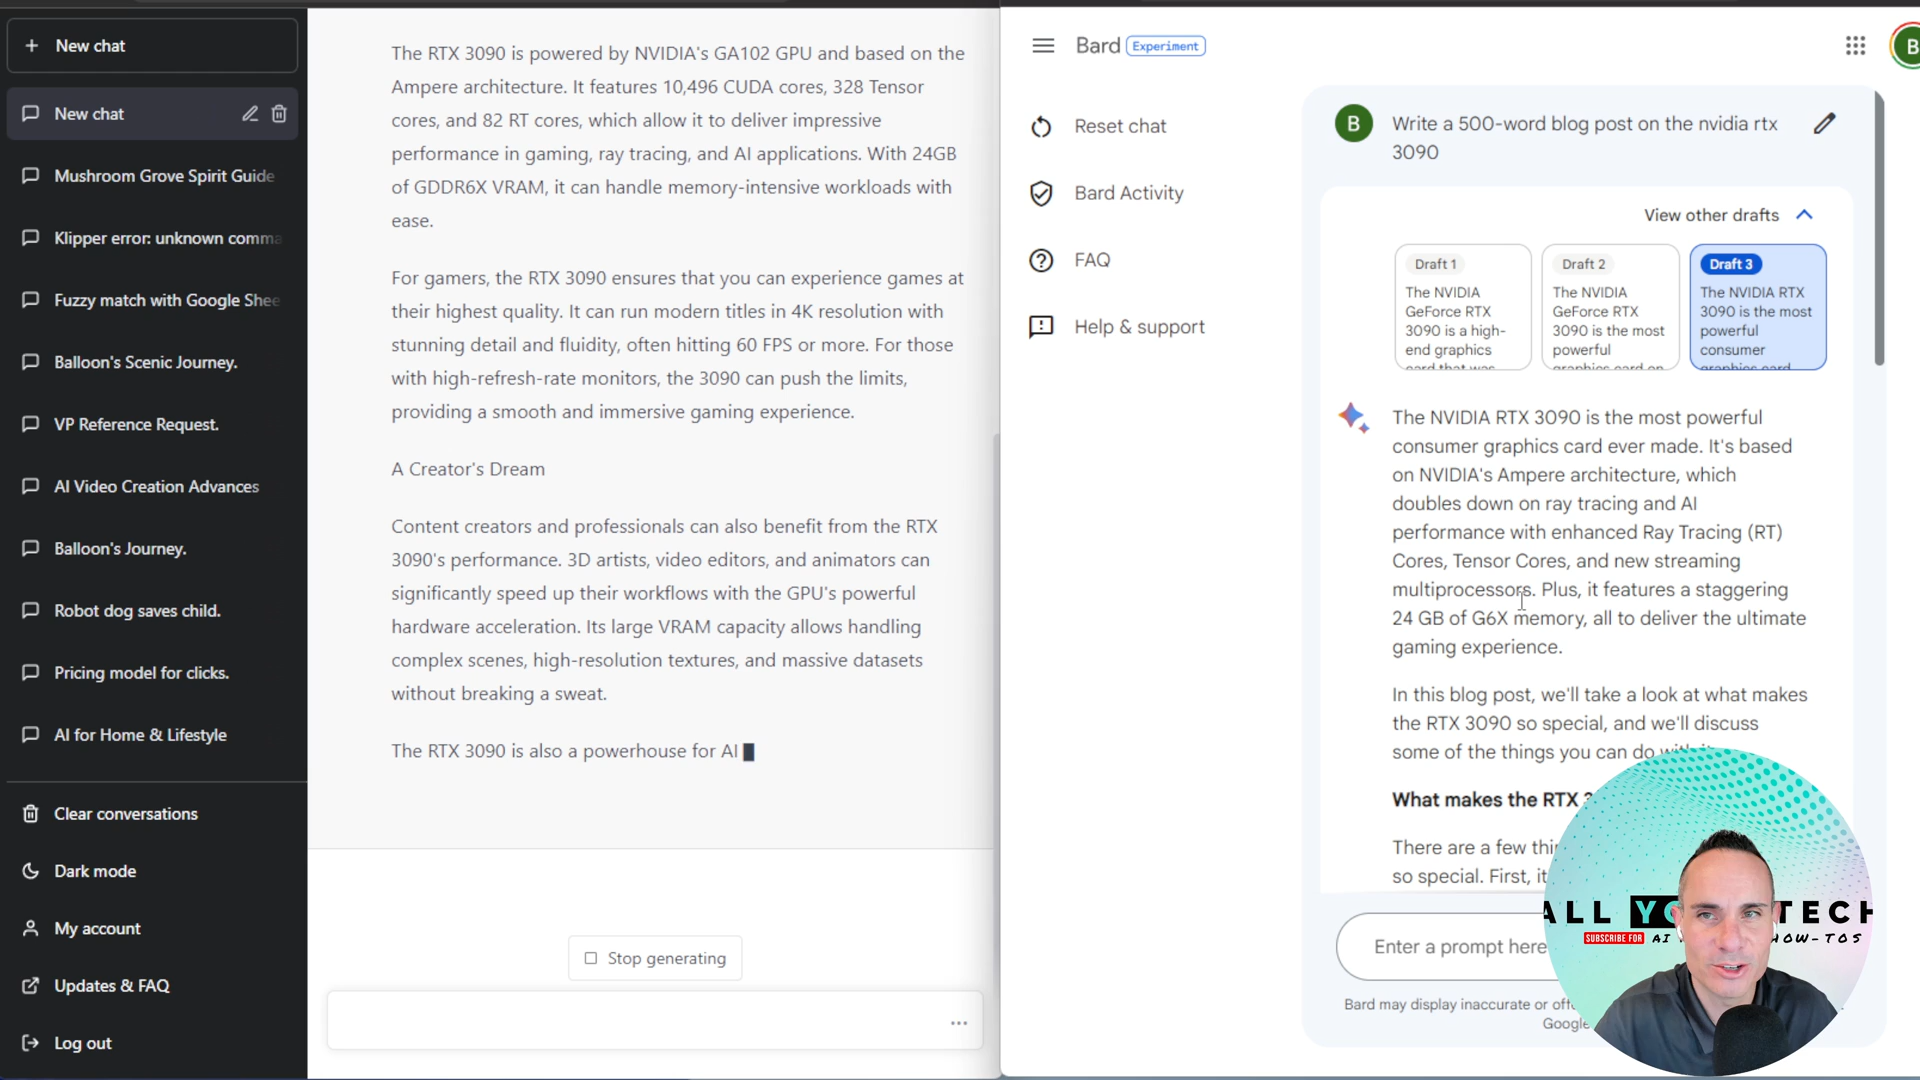 New chat
New chat
Mushroom Grove Spirit Guide
Klipper error: unknown comma
Fuzzy match with Google Shee
Balloon's Scenic Journey.
VP Reference Request.
AI Video Creation Advances
Balloon's Journey.
Robot dog saves child.
Pricing model for clicks.
AI for Home & Lifestyle
Clear conversations
Dark mode
My account
Updates & FAQ
Log out
The RTX 3090 is powered by NVIDIA's GA102 GPU and based on the
Ampere architecture. It features 10,496 CUDA cores, 328 Tensor
cores, and 82 RT cores, which allow it to deliver impressive
performance in gaming, ray tracing, and AI applications. With 24GB
of GDDR6X VRAM, it can handle memory-intensive workloads with
ease.
For gamers, the RTX 3090 ensures that you can experience games at
their highest quality. It can run modern titles in 4K resolution with
stunning detail and fluidity, often hitting 60 FPS or more. For those
with high-refresh-rate monitors, the 3090 can push the limits,
providing a smooth and immersive gaming experience.
A Creator's Dream
Content creators and professionals can also benefit from the RTX
3090's performance. 3D artists, video editors, and animators can
significantly speed up their workflows with the GPU's powerful
hardware acceleration. Its large VRAM capacity allows handling
complex scenes, high-resolution textures, and massive datasets
without breaking a sweat.
The RTX 3090 is also a powerhouse for AI
Stop generating
Bard Experiment
B
Reset chat
Bard Activity
FAQ
Help & support
B
Write a 500-word blog post on the nvidia rtx
3090
View other drafts
Draft 1
The NVIDIA
GeForce RTX
3090 is a high-
end graphics
card that was
Draft 2
The NVIDIA
GeForce RTX
3090 is the most
powerful
graphics card on
Draft 3
The NVIDIA RTX
3090 is the most
powerful
consumer
graphics card
The NVIDIA RTX 3090 is the most powerful
consumer graphics card ever made. It's based
on NVIDIA's Ampere architecture, which
doubles down on ray tracing and AI
performance with enhanced Ray Tracing (RT)
Cores, Tensor Cores, and new streaming
multiprocessors. Plus, it features a staggering
24 GB of G6X memory, all to deliver the ultimate
gaming experience.
In this blog post, we'll take a look at what makes
the RTX 3090 so special, and we'll discuss
some of the things you can do with it.
What makes the RTX 3
There are a few thi
so special. First, it
Enter a prompt here
Bard may display inaccurate or off
Google
ALL YO TECH
SUBSCRIBE FOR AI HOW-TOS